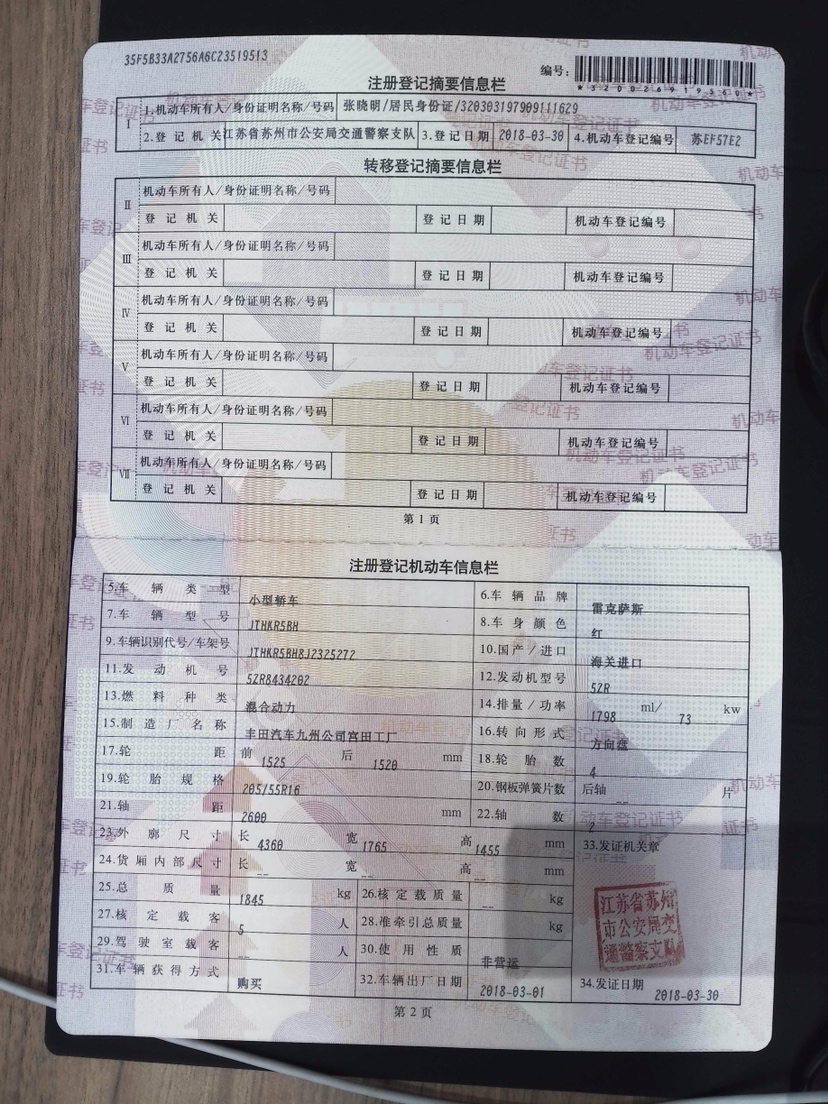 35F5B33A2756A6C23519513
编号:
*320026919560*
注册登记摘要信息栏
I 1.机动车所有人/身份证明名称/号码 张晓明/居民身份证/320303197909111629
2.登记机关 江苏省苏州市公安局交通警察支队 3.登记日期 2018-03-30 4.机动车登记编号 苏EF57E2
转移登记摘要信息栏
II 机动车所有人/身份证明名称/号码
登记机关 登记日期 机动车登记编号
III 机动车所有人/身份证明名称/号码
登记机关 登记日期 机动车登记编号
IV 机动车所有人/身份证明名称/号码
登记机关 登记日期 机动车登记编号
V 机动车所有人/身份证明名称/号码
登记机关 登记日期 机动车登记编号
VI 机动车所有人/身份证明名称/号码
登记机关 登记日期 机动车登记编号
VII 机动车所有人/身份证明名称/号码
登记机关 登记日期 机动车登记编号
第1页
注册登记机动车信息栏
5.车辆类型 小型轿车 6.车辆品牌 雷克萨斯
7.车辆型号 JTHKR5BH 8.车身颜色 红
9.车辆识别代号/车架号 JTHKR5BH8J2325272 10.国产/进口 海关进口
11.发动机号 5ZR8434202 12.发动机型号 5ZR
13.燃料种类 混合动力 14.排量/功率 1798 ml/ 73 kw
15.制造厂名称 丰田汽车九州公司宫田工厂 16.转向形式 方向盘
17.轮距 前 1525 后 1520 mm 18.轮胎数 4
19.轮胎规格 205/55R16 20.钢板弹簧片数 后轴 -- 片
21.轴距 2600 mm 22.轴数 2
23.外廓尺寸 长 4360 宽 1765 高 1455 mm 33.发证机关章
24.货厢内部尺寸 长 -- 宽 -- 高 -- mm
25.总质量 1845 kg 26.核定载质量 -- kg
27.核定载客 5 人 28.准牵引总质量 kg
29.驾驶室载客 -- 人 30.使用性质 非营运
31.车辆获得方式 购买 32.车辆出厂日期 2018-03-01 34.发证日期 2018-03-30
江苏省苏州
市公安局交
通警察支队
第2页